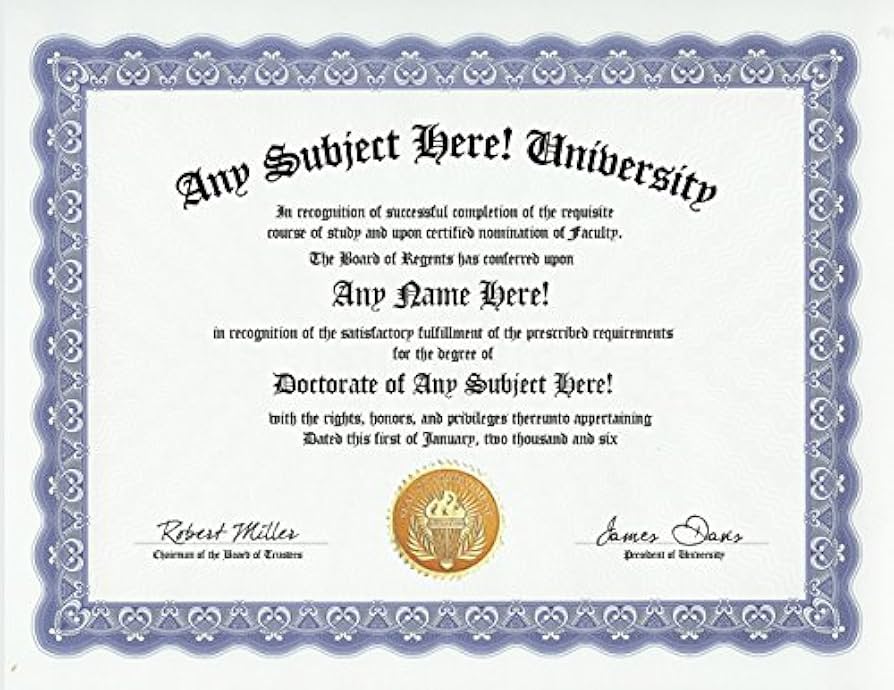 Any Subject Here! University
In recognition of successful completion of the requisite
course of study and upon certified nomination of Faculty.
The Board of Regents has conferred upon
Any Name Here!
in recognition of the satisfactory fulfillment of the prescribed requirements
for the degree of
Doctorate of Any Subject Here!
with the rights, honors, and privileges thereunto appertaining
Dated this first of January, two thousand and six
Robert Miller
Chairman of the Board of Trustees
James Davis
President of University